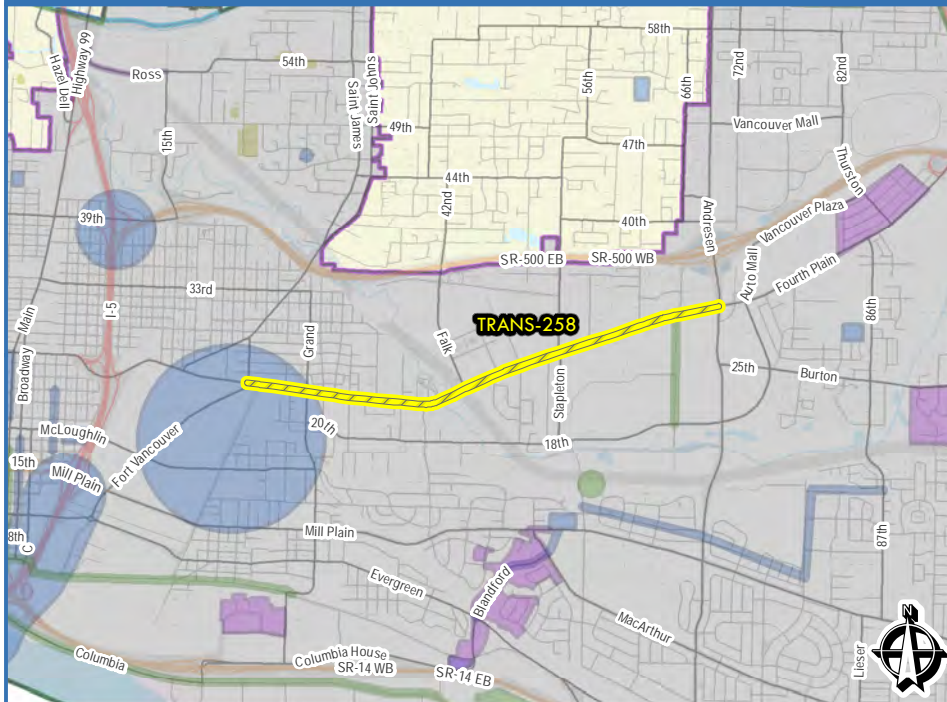 58th
Hazel Dell
Highway 99
54th
Ross
Saint James
Saint Johns
56th
66th
72nd
82nd
15th
49th
47th
Vancouver Mall
44th
42nd
Thurston
39th
40th
Andresen
Vancouver Plaza
SR-500 EB
SR-500 WB
Auto Mall
Fourth Plain
33rd
I-5
Main
Broadway
Grand
TRANS-258
Falk
Stapleton
86th
25th
Burton
20th
18th
McLoughlin
Fort Vancouver
15th
Mill Plain
8th
C
Mill Plain
87th
Evergreen
Blandford
MacArthur
Columbia
Columbia House
SR-14 WB
SR-14 EB
Lieser
N